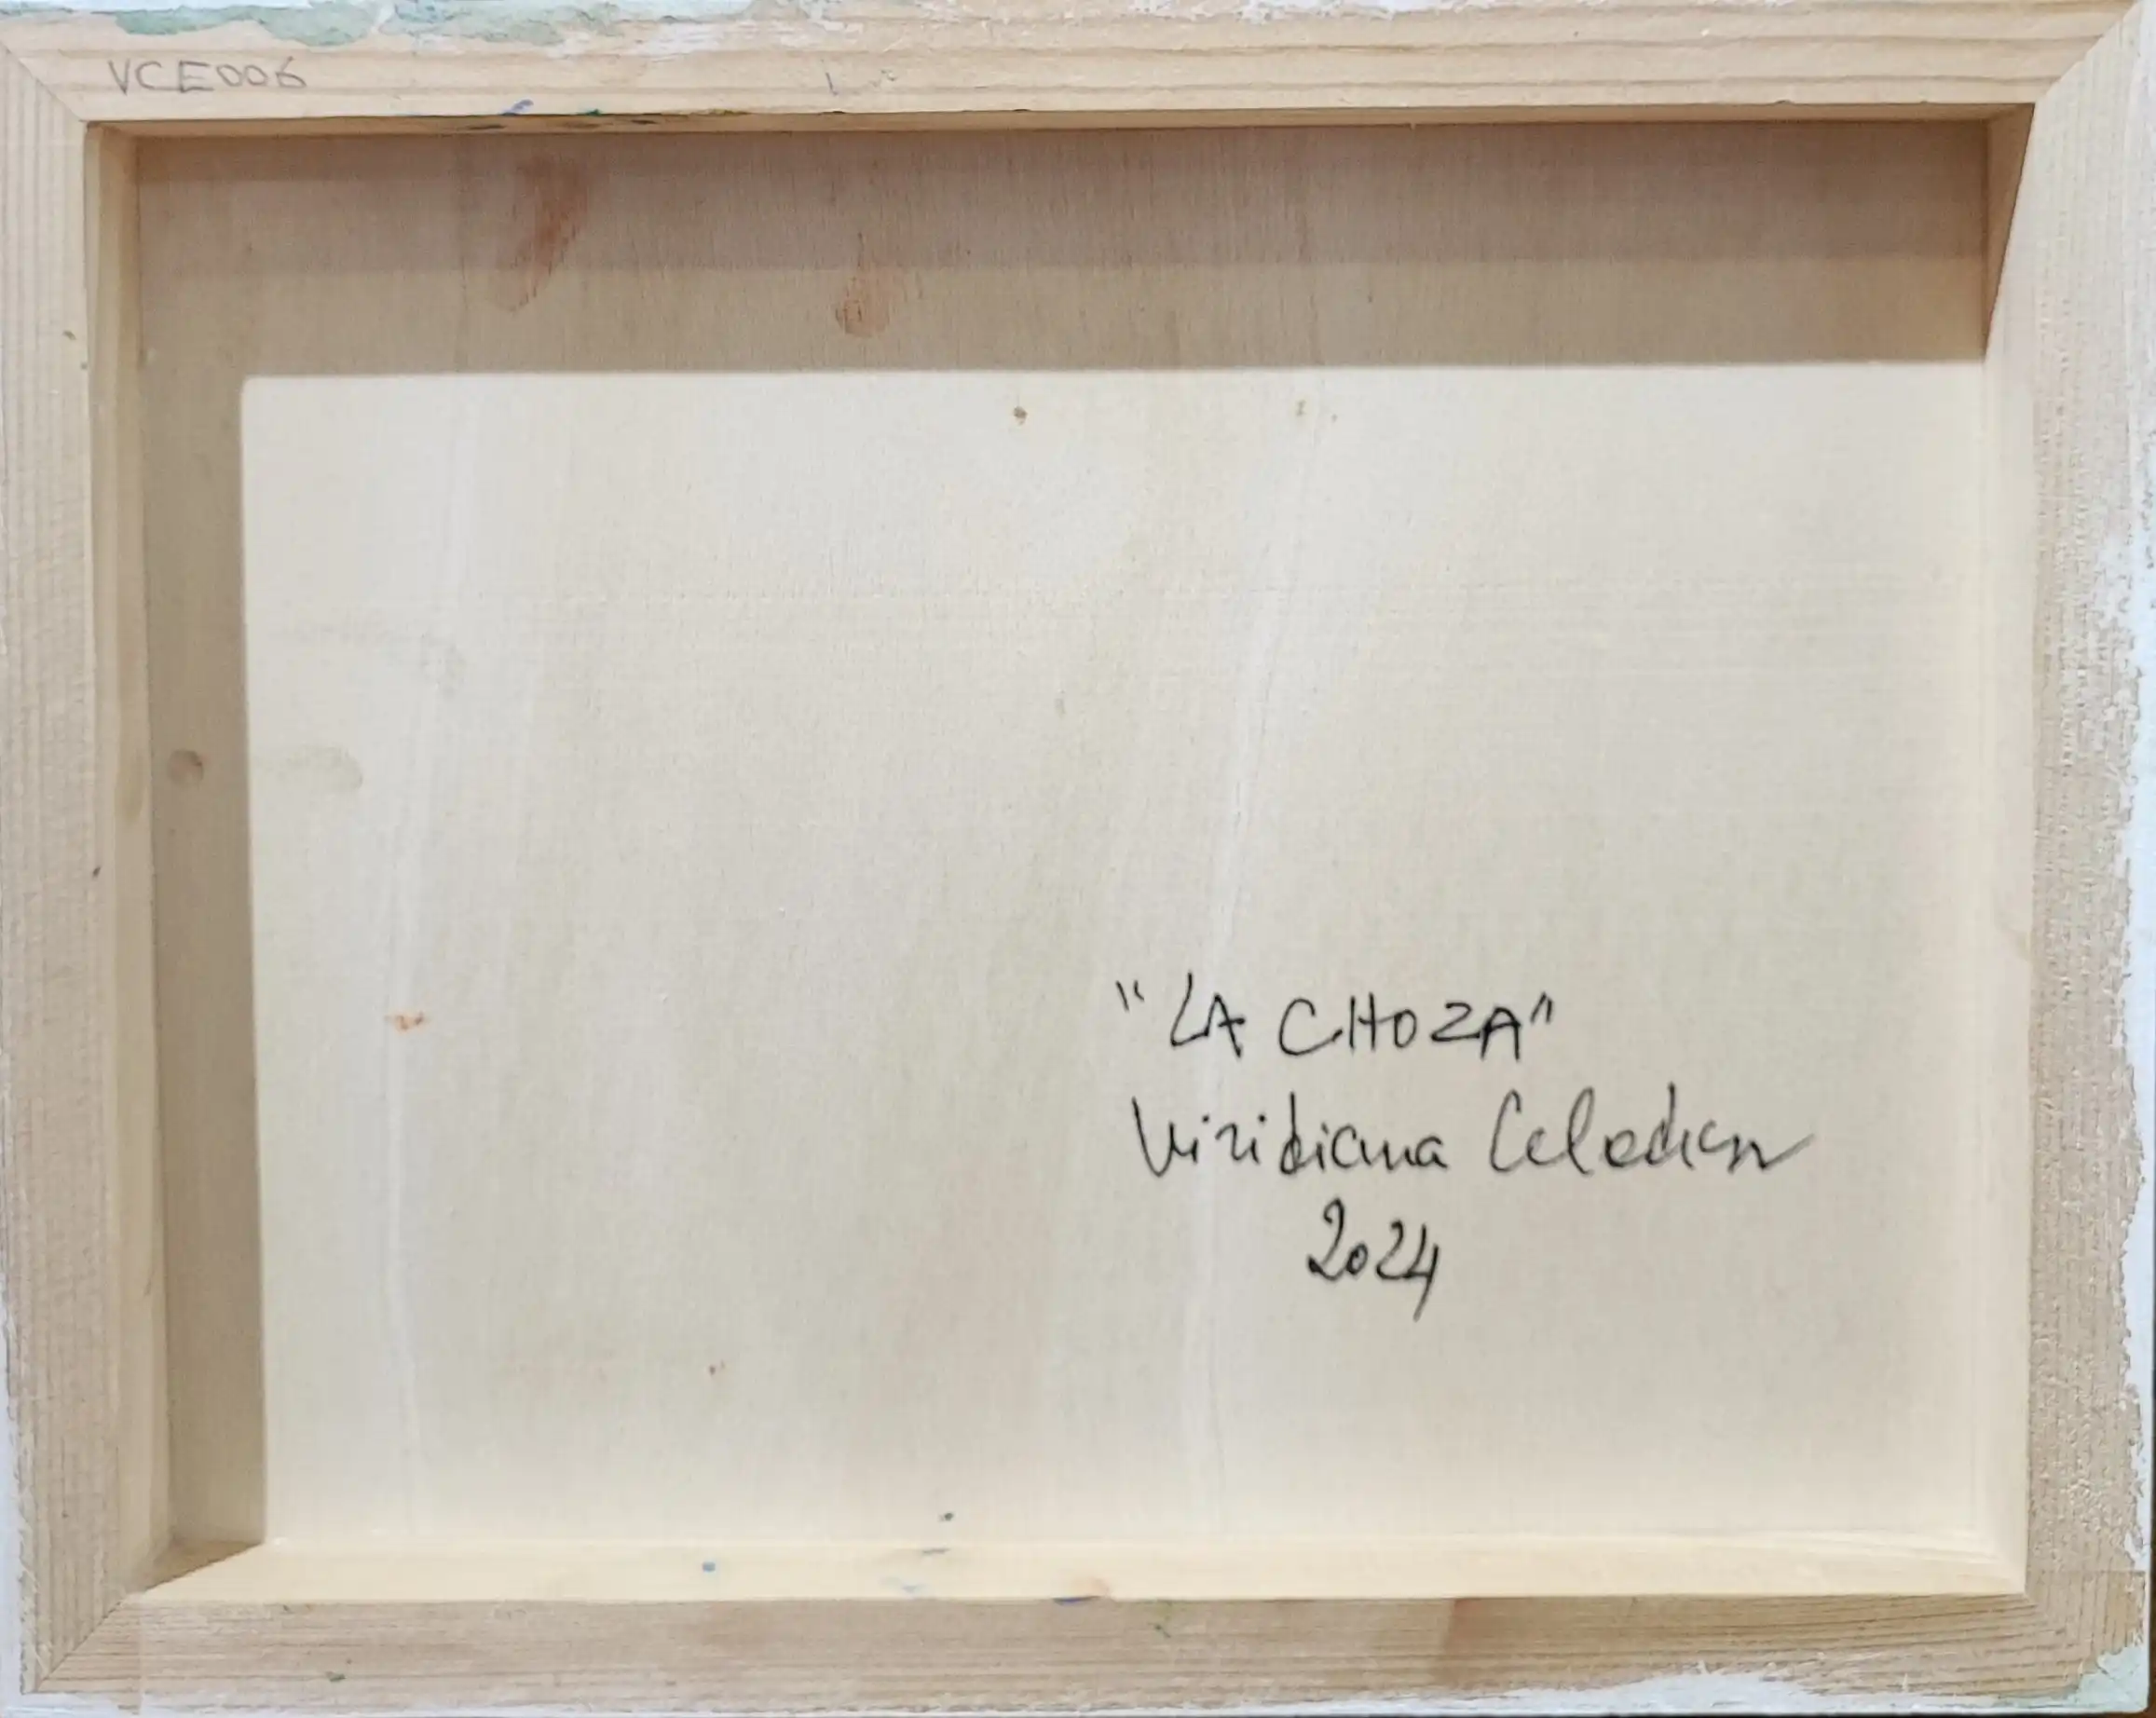 VCE006
"LA CHOZA"
Viridiana Celedon
2024